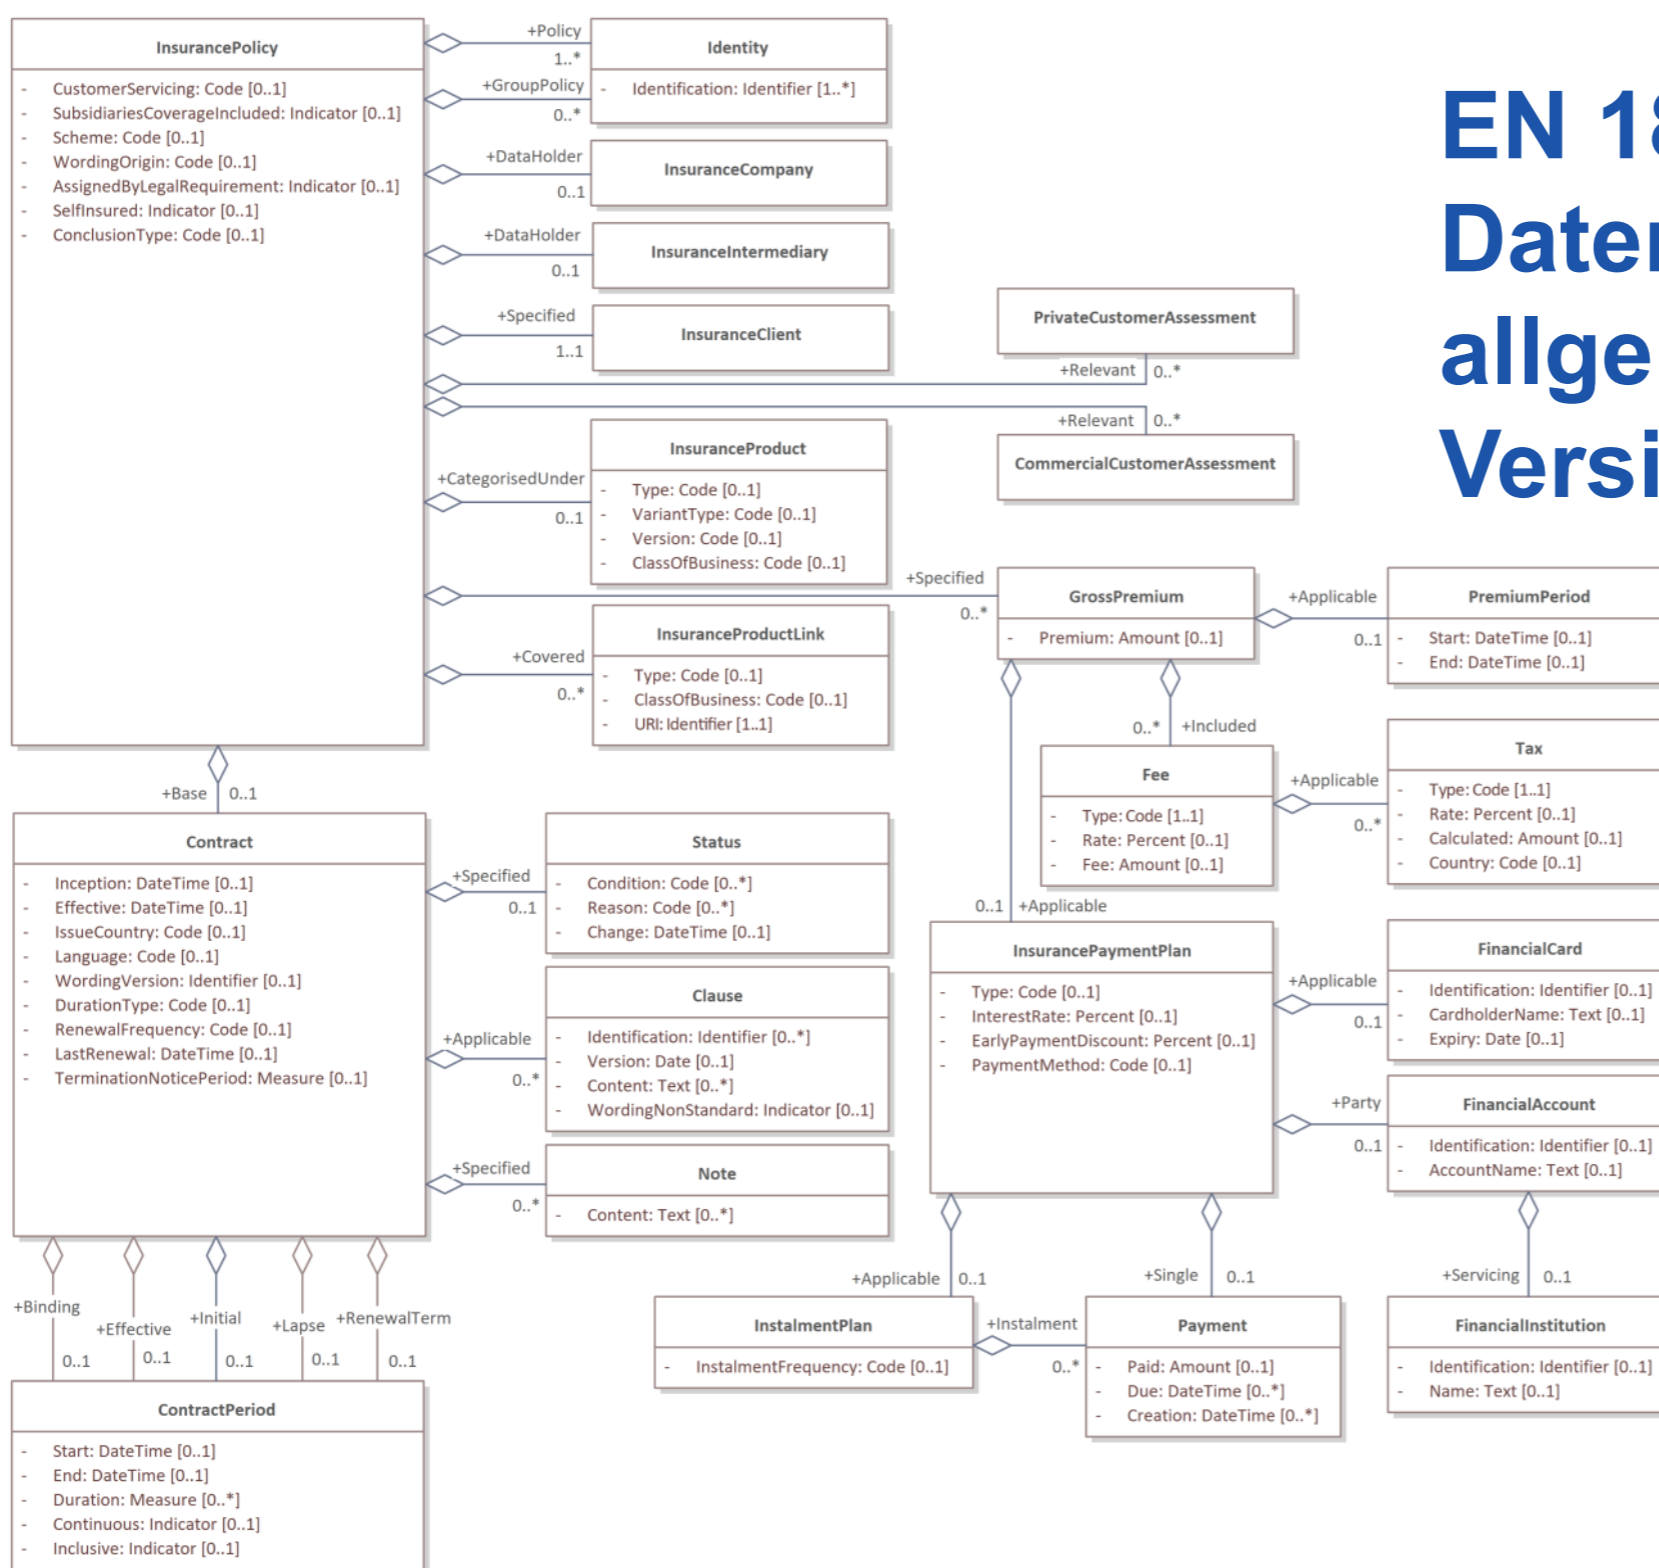 InsurancePolicy
- CustomerServicing: Code [0..1]
- SubsidiariesCoverageIncluded: Indicator [0..1]
- Scheme: Code [0..1]
- WordingOrigin: Code [0..1]
- AssignedByLegalRequirement: Indicator [0..1]
- SelfInsured: Indicator [0..1]
- ConclusionType: Code [0..1]
+Policy
1..*
+GroupPolicy
0..*
Identity
- Identification: Identifier [1..*]
+DataHolder
0..1
InsuranceCompany
+DataHolder
0..1
InsuranceIntermediary
+Specified
1..1
InsuranceClient
PrivateCustomerAssessment
+Relevant 0..*
+Relevant 0..*
CommercialCustomerAssessment
EN 18
Daten
allge
Versi
+CategorisedUnder
0..1
InsuranceProduct
- Type: Code [0..1]
- VariantType: Code [0..1]
- Version: Code [0..1]
- ClassOfBusiness: Code [0..1]
+Specified
0..*
GrossPremium
- Premium: Amount [0..1]
+Applicable
0..1
PremiumPeriod
- Start: DateTime [0..1]
- End: DateTime [0..1]
+Covered
0..*
InsuranceProductLink
- Type: Code [0..1]
- ClassOfBusiness: Code [0..1]
- URI: Identifier [1..1]
0..* +Included
Fee
- Type: Code [1..1]
- Rate: Percent [0..1]
- Fee: Amount [0..1]
+Applicable
0..*
Tax
- Type: Code [1..1]
- Rate: Percent [0..1]
- Calculated: Amount [0..1]
- Country: Code [0..1]
+Base 0..1
Contract
- Inception: DateTime [0..1]
- Effective: DateTime [0..1]
- IssueCountry: Code [0..1]
- Language: Code [0..1]
- WordingVersion: Identifier [0..1]
- DurationType: Code [0..1]
- RenewalFrequency: Code [0..1]
- LastRenewal: DateTime [0..1]
- TerminationNoticePeriod: Measure [0..1]
+Specified
0..1
Status
- Condition: Code [0..*]
- Reason: Code [0..*]
- Change: DateTime [0..1]
+Applicable
0..*
Clause
- Identification: Identifier [0..*]
- Version: Date [0..1]
- Content: Text [0..*]
- WordingNonStandard: Indicator [0..1]
+Specified
0..*
Note
- Content: Text [0..*]
0..1 +Applicable
InsurancePaymentPlan
- Type: Code [0..1]
- InterestRate: Percent [0..1]
- EarlyPaymentDiscount: Percent [0..1]
- PaymentMethod: Code [0..1]
+Applicable
0..1
FinancialCard
- Identification: Identifier [0..1]
- CardholderName: Text [0..1]
- Expiry: Date [0..1]
+Party
0..1
FinancialAccount
- Identification: Identifier [0..1]
- AccountName: Text [0..1]
+Binding
0..1
+Effective
0..1
+Initial
0..1
+Lapse
0..1
+RenewalTerm
0..1
ContractPeriod
- Start: DateTime [0..1]
- End: DateTime [0..1]
- Duration: Measure [0..*]
- Continuous: Indicator [0..1]
- Inclusive: Indicator [0..1]
+Applicable 0..1
InstalmentPlan
- InstalmentFrequency: Code [0..1]
+Instalment
0..*
+Single 0..1
Payment
- Paid: Amount [0..1]
- Due: DateTime [0..*]
- Creation: DateTime [0..*]
+Servicing 0..1
FinancialInstitution
- Identification: Identifier [0..1]
- Name: Text [0..1]